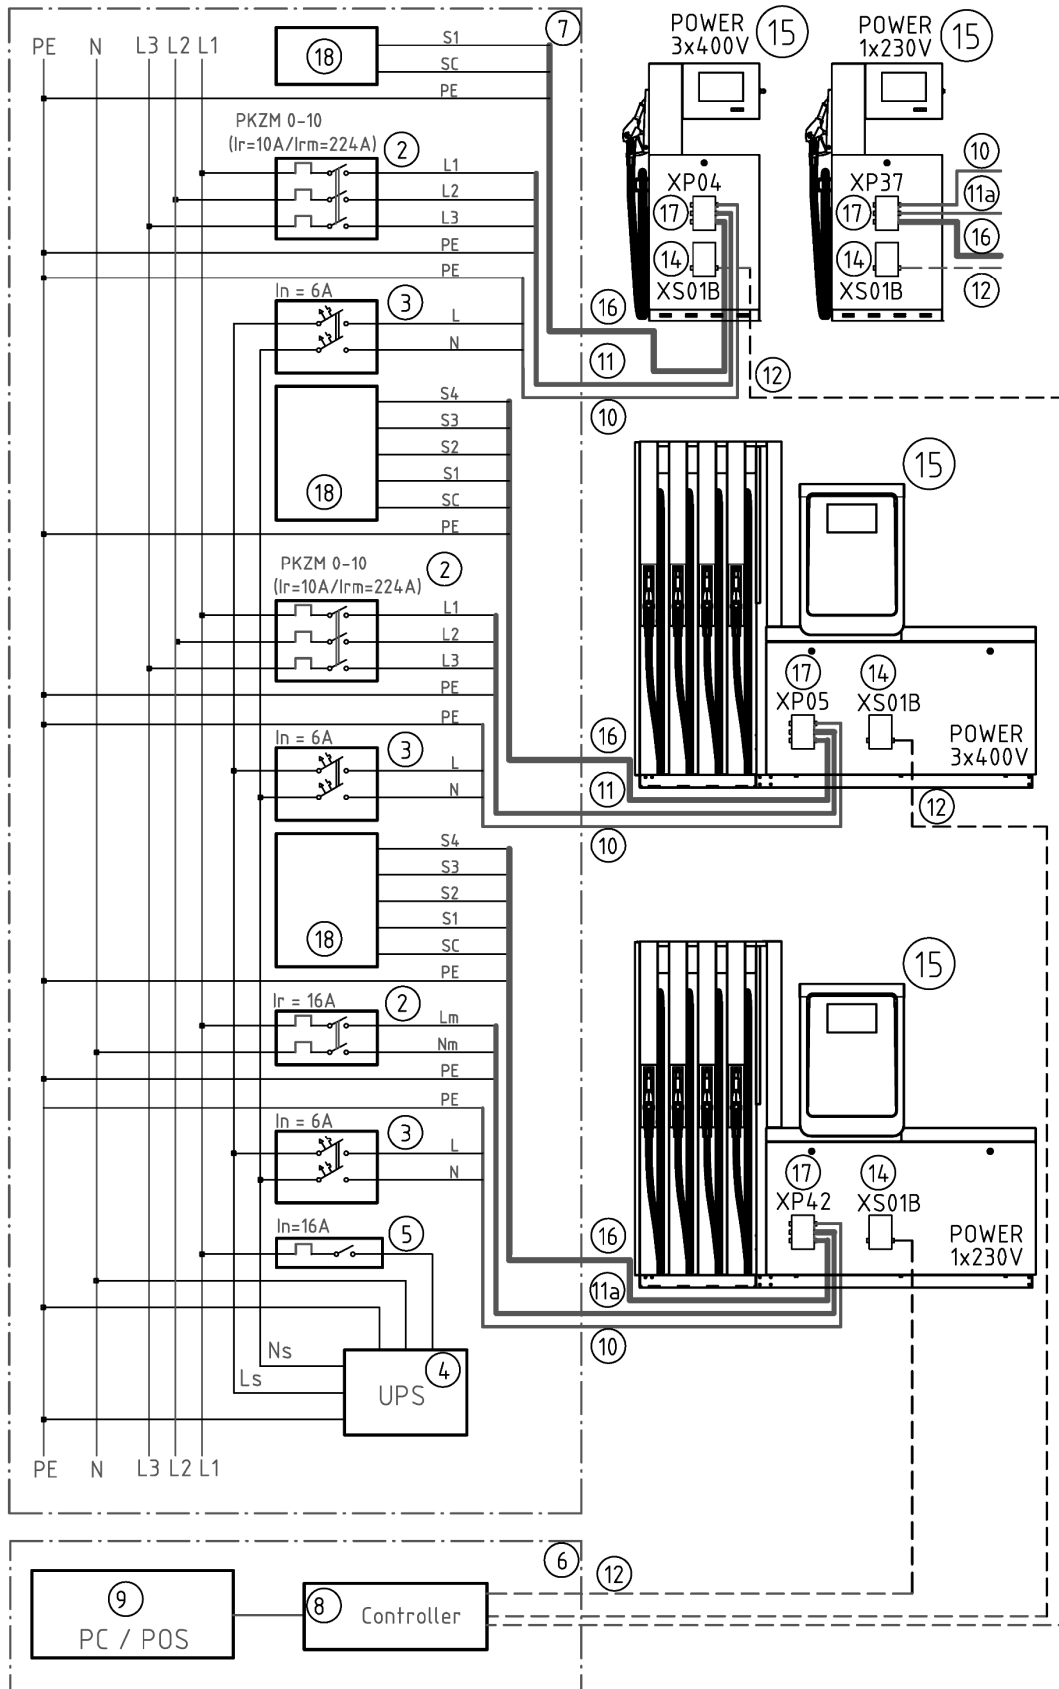 PE N L3 L2 L1
18
S1
SC
PE
7
POWER
3x400V
15
POWER
1x230V
15
PKZM 0-10
(Ir=10A/Irm=224A)
2
L1
L2
L3
PE
PE
XP04
17
14
XS01B
XP37
17
14
XS01B
10
11a
16
12
In = 6A
3
L
N
16
11
10
12
S4
S3
S2
S1
SC
PE
18
15
PKZM 0-10
(Ir=10A/Irm=224A)
2
L1
L2
L3
PE
PE
In = 6A
3
L
N
16
11
10
17
XP05
14
XS01B
POWER
3x400V
12
S4
S3
S2
S1
SC
PE
18
15
Ir = 16A
2
Lm
Nm
PE
PE
In = 6A
3
L
N
In=16A
5
16
11a
10
17
XP42
14
XS01B
POWER
1x230V
Ns
Ls
4
UPS
PE N L3 L2 L1
6
12
9
PC / POS
8
Controller